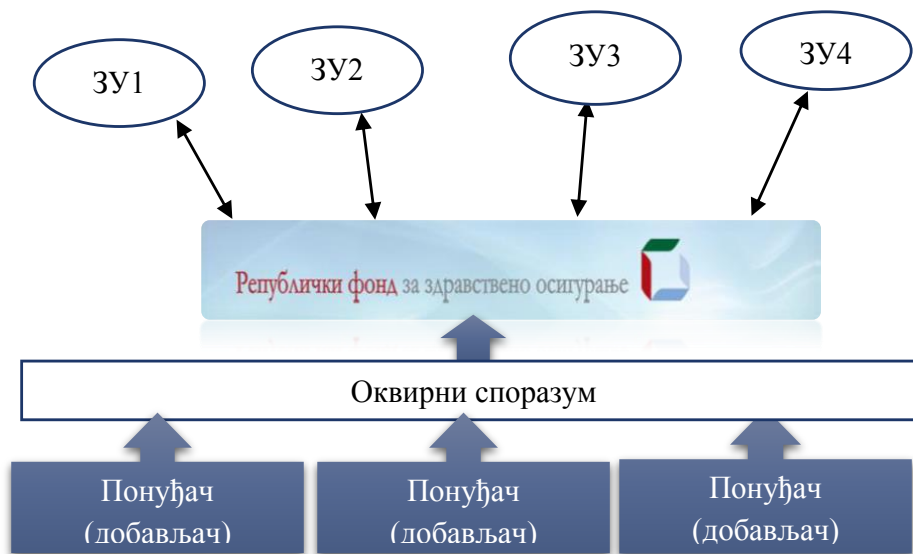 ЗУ1
ЗУ2
ЗУ3
ЗУ4
Републички фонд за здравствено осигурање
Оквирни споразум
Понуђач
(добављач)
Понуђач
(добављач)
Понуђач
(добављач)